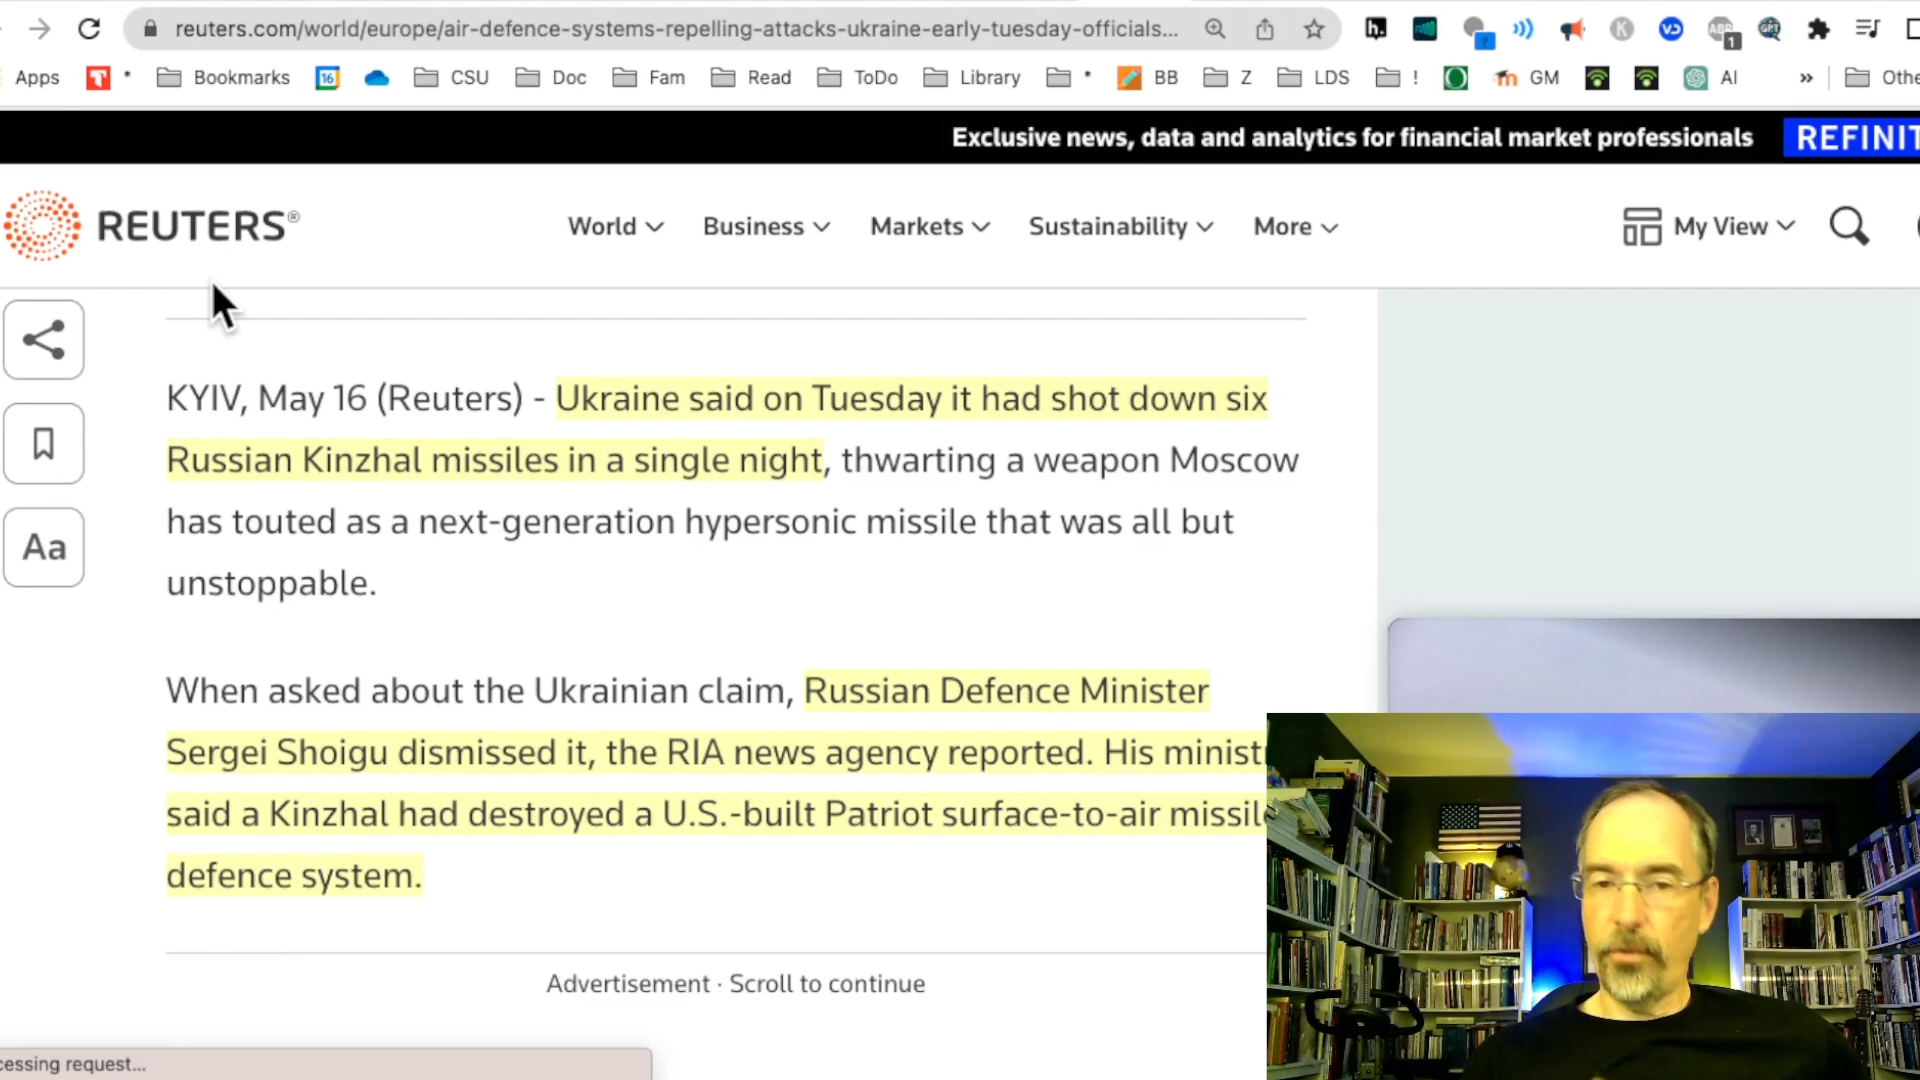 reuters.com/world/europe/air-defence-systems-repelling-attacks-ukraine-early-tuesday-officials...
Apps * Bookmarks 16 CSU Doc Fam Read ToDo Library * BB Z LDS ! GM AI » Othe
Exclusive news, data and analytics for financial market professionals REFINIT
REUTERS® World Business Markets Sustainability More My View
KYIV, May 16 (Reuters) - Ukraine said on Tuesday it had shot down six
Russian Kinzhal missiles in a single night, thwarting a weapon Moscow
has touted as a next-generation hypersonic missile that was all but
unstoppable.
Aa
When asked about the Ukrainian claim, Russian Defence Minister
Sergei Shoigu dismissed it, the RIA news agency reported. His ministr
said a Kinzhal had destroyed a U.S.-built Patriot surface-to-air missile
defence system.
Advertisement · Scroll to continue
cessing request...